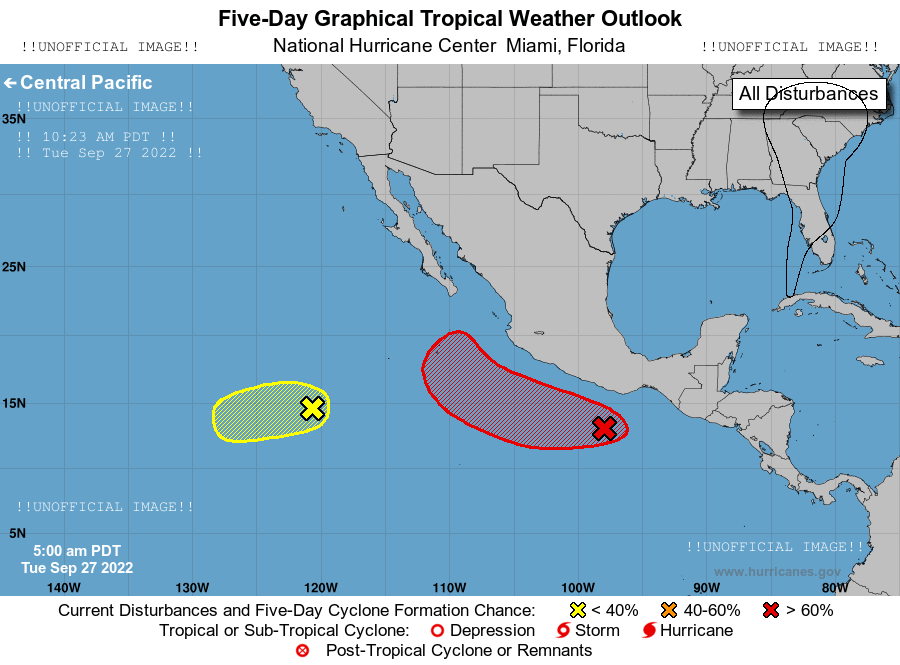 Five-Day Graphical Tropical Weather Outlook
!!UNOFFICIAL IMAGE!! National Hurricane Center Miami, Florida !!UNOFFICIAL IMAGE!!
← Central Pacific
All Disturbances
!!UNOFFICIAL IMAGE!!
35N
!! 10:23 AM PDT !!
!! Tue Sep 27 2022 !!
25N
15N
!!UNOFFICIAL IMAGE!!
5N
5:00 am PDT
Tue Sep 27 2022
!!UNOFFICIAL IMAGE!!
www.hurricanes.gov
140W 130W 120W 110W 100W 90W 80W
Current Disturbances and Five-Day Cyclone Formation Chance: < 40% 40-60% > 60%
Tropical or Sub-Tropical Cyclone: Depression Storm Hurricane
Post-Tropical Cyclone or Remnants